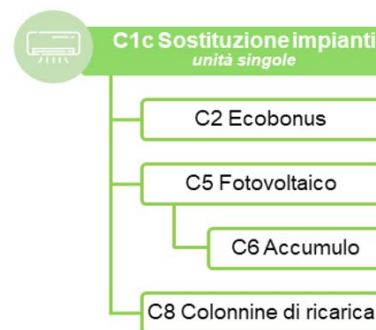 C1c Sostituzione impianti
unità singole
C2 Ecobonus
C5 Fotovoltaico
C6 Accumulo
C8 Colonnine di ricarica